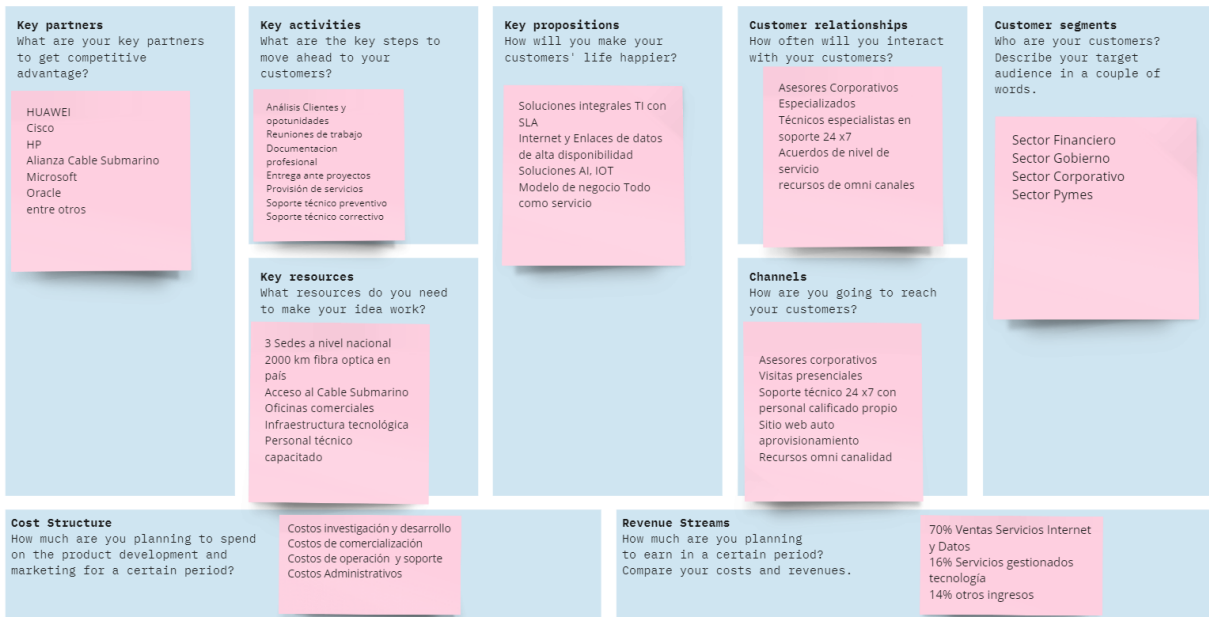 Key partners
What are your key partners
to get competitive
advantage?
HUAWEI
Cisco
HP
Alianza Cable Submarino
Microsoft
Oracle
entre otros
Key activities
What are the key steps to
move ahead to your
customers?
Análisis Clientes y
opotunidades
Reuniones de trabajo
Documentacion
profesional
Entrega ante proyectos
Provisión de servicios
Soporte técnico preventivo
Soporte técnico correctivo
Key resources
What resources do you need
to make your idea work?
3 Sedes a nivel nacional
2000 km fibra optica en
país
Acceso al Cable Submarino
Oficinas comerciales
Infraestructura tecnológica
Personal técnico
capacitado
Key propositions
How will you make your
customers' life happier?
Soluciones integrales TI con
SLA
Internet y Enlaces de datos
de alta disponibilidad
Soluciones AI, IOT
Modelo de negocio Todo
como servicio
Customer relationships
How often will you interact
with your customers?
Asesores Corporativos
Especializados
Técnicos especialistas en
soporte 24 x7
Acuerdos de nivel de
servicio
recursos de omni canales
Channels
How are you going to reach
your customers?
Asesores corporativos
Visitas presenciales
Soporte técnico 24 x7 con
personal calificado propio
Sitio web auto
aprovisionamiento
Recursos omni canalidad
Customer segments
Who are your customers?
Describe your target
audience in a couple of
words.
Sector Financiero
Sector Gobierno
Sector Corporativo
Sector Pymes
Cost Structure
How much are you planning to spend
on the product development and
marketing for a certain period?
Costos investigación y desarrollo
Costos de comercialización
Costos de operación y soporte
Costos Administrativos
Revenue Streams
How much are you planning
to earn in a certain period?
Compare your costs and revenues.
70% Ventas Servicios Internet
y Datos
16% Servicios gestionados
tecnología
14% otros ingresos